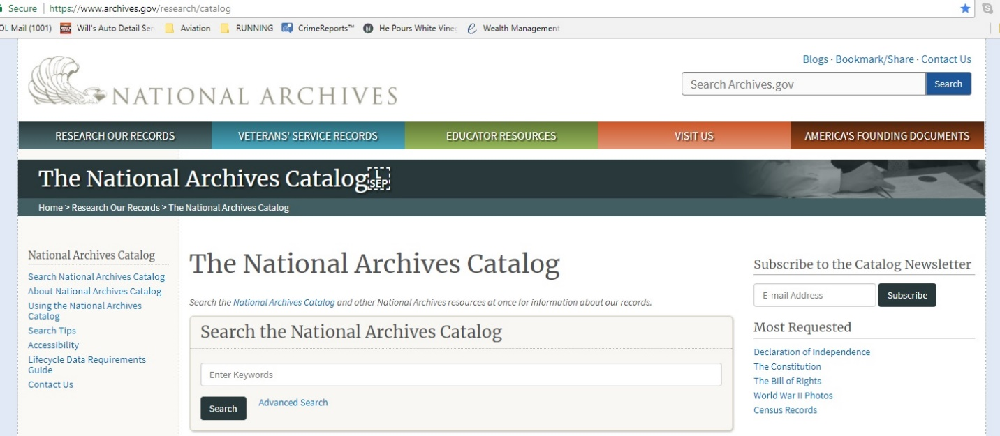 Secure | https://www.archives.gov/research/catalog
OL Mail (1001) Will's Auto Detail Ser Aviation RUNNING CrimeReports™ He Pours White Vine Wealth Management
Blogs · Bookmark/Share · Contact Us
NATIONAL ARCHIVES
Search Archives.gov Search
RESEARCH OUR RECORDS VETERANS' SERVICE RECORDS EDUCATOR RESOURCES VISIT US AMERICA'S FOUNDING DOCUMENTS
The National Archives Catalog L SEP
Home > Research Our Records > The National Archives Catalog
National Archives Catalog
Search National Archives Catalog
About National Archives Catalog
Using the National Archives
Catalog
Search Tips
Accessibility
Lifecycle Data Requirements
Guide
Contact Us
The National Archives Catalog
Search the National Archives Catalog and other National Archives resources at once for information about our records.
Search the National Archives Catalog
Enter Keywords
Search Advanced Search
Subscribe to the Catalog Newsletter
E-mail Address Subscribe
Most Requested
Declaration of Independence
The Constitution
The Bill of Rights
World War II Photos
Census Records